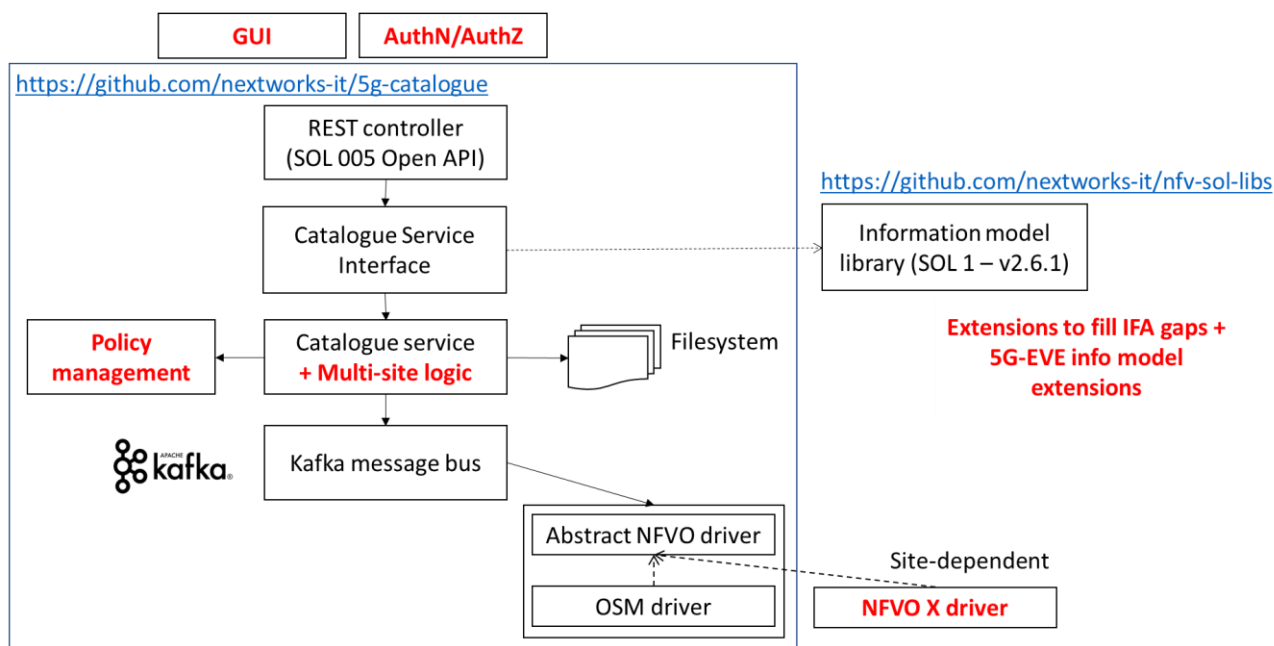 GUI
AuthN/AuthZ
https://github.com/nextworks-it/5g-catalogue
REST controller
(SOL 005 Open API)
https://github.com/nextworks-it/nfv-sol-libs
Catalogue Service
Interface
Information model
library (SOL 1 – v2.6.1)
Policy
management
Catalogue service
+ Multi-site logic
Filesystem
Extensions to fill IFA gaps +
5G-EVE info model
extensions
APACHE
kafka®
Kafka message bus
Abstract NFVO driver
Site-dependent
OSM driver
NFVO X driver